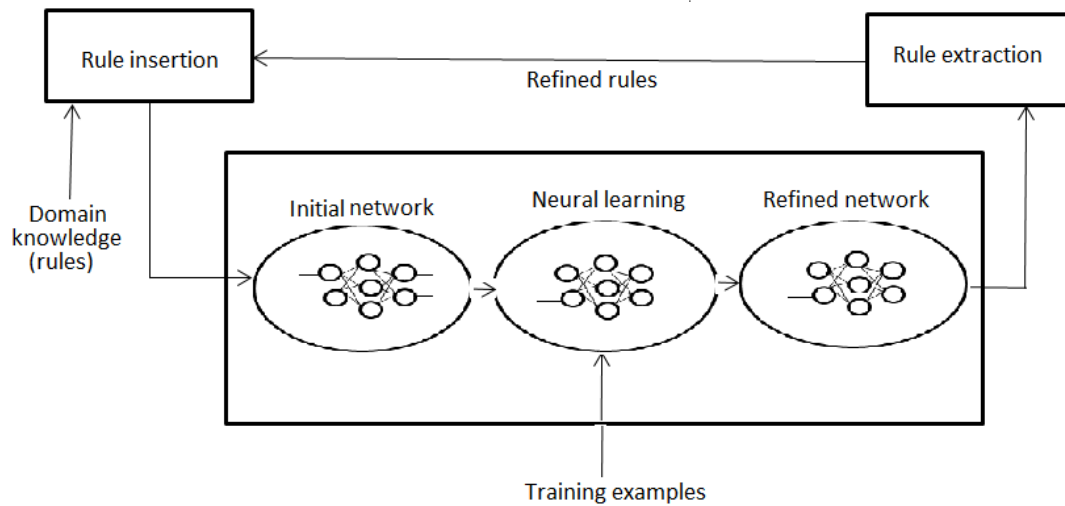 Rule insertion
Rule extraction
Refined rules
Domain
knowledge
(rules)
Initial network
Neural learning
Refined network
Training examples